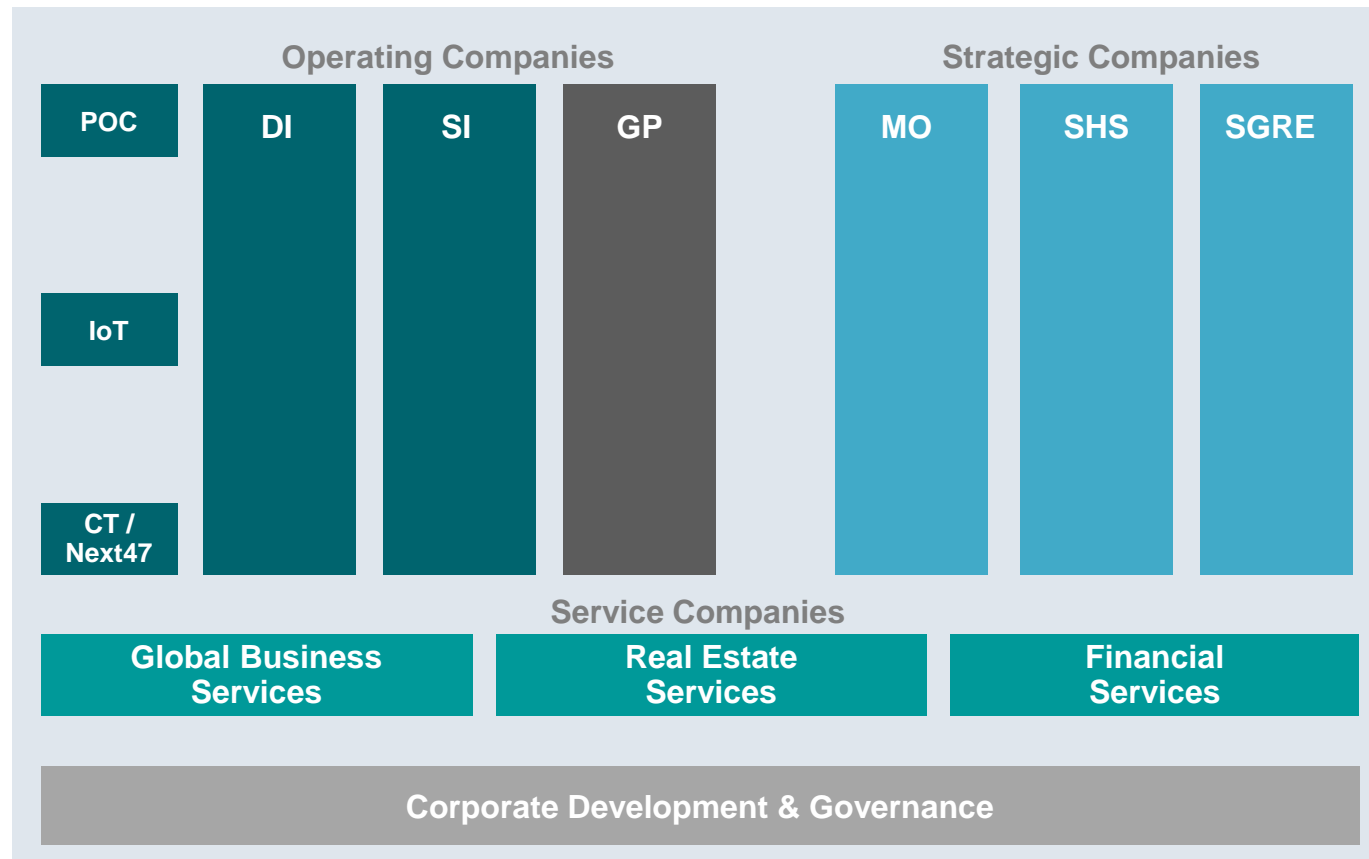 Operating Companies
Strategic Companies
POC
DI
SI
GP
MO
SHS
SGRE
IoT
CT /
Next47
Service Companies
Global Business
Services
Real Estate
Services
Financial
Services
Corporate Development & Governance